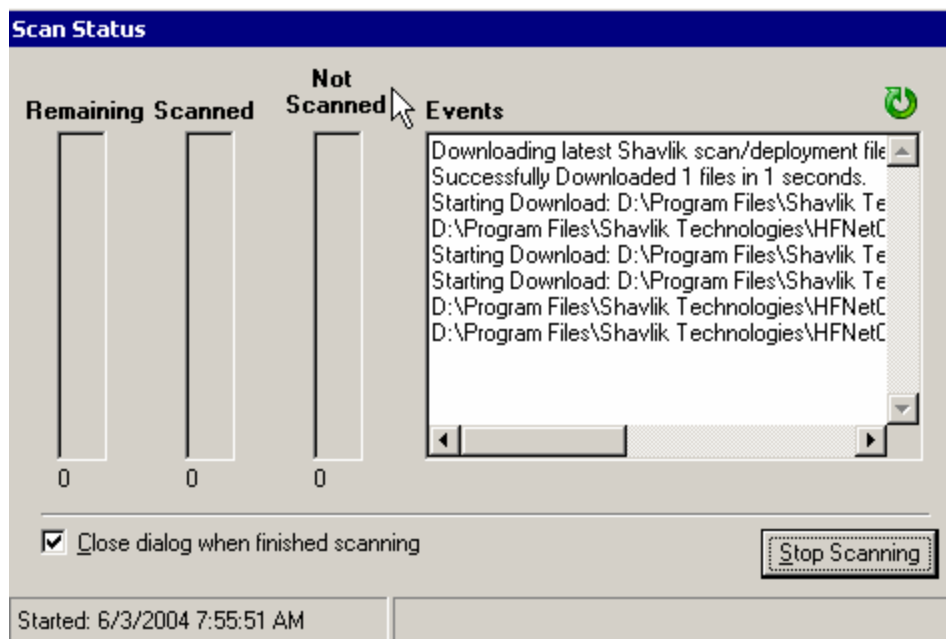 Scan Status
Remaining Scanned Not Scanned Events
Downloading latest Shavlik scan/deployment file
Successfully Downloaded 1 files in 1 seconds.
Starting Download: D:\Program Files\Shavlik Te
D:\Program Files\Shavlik Technologies\HFNetC
Starting Download: D:\Program Files\Shavlik Te
Starting Download: D:\Program Files\Shavlik Te
D:\Program Files\Shavlik Technologies\HFNetC
D:\Program Files\Shavlik Technologies\HFNetC
0 0 0
Close dialog when finished scanning
Stop Scanning
Started: 6/3/2004 7:55:51 AM